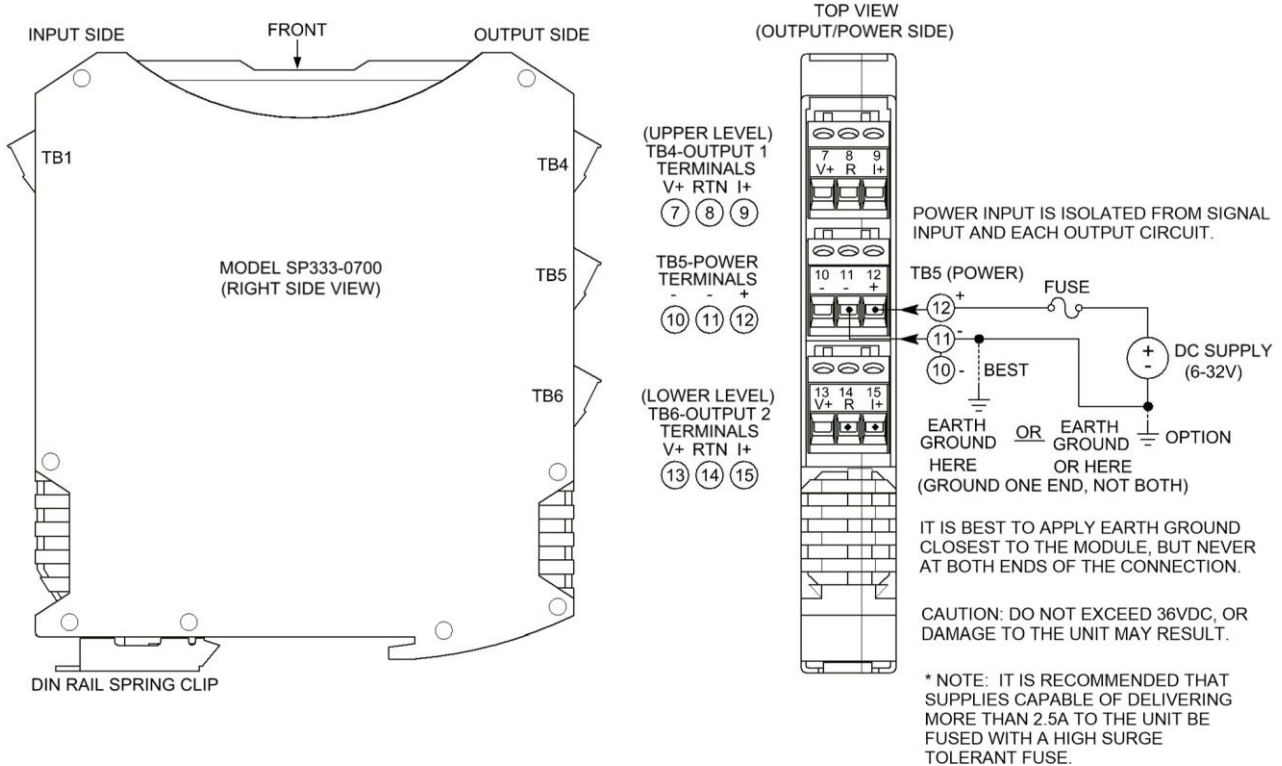 INPUT SIDE
FRONT
OUTPUT SIDE
TB1
TB4
MODEL SP333-0700
(RIGHT SIDE VIEW)
TB5
TB6
DIN RAIL SPRING CLIP
(UPPER LEVEL)
TB4-OUTPUT 1
TERMINALS
V+ RTN I+
7 8 9
TB5-POWER
TERMINALS
- - +
10 11 12
(LOWER LEVEL)
TB6-OUTPUT 2
TERMINALS
V+ RTN I+
13 14 15
TOP VIEW
(OUTPUT/POWER SIDE)
7 8 9
V+ R I+
10 11 12
- - +
13 14 15
V+ R I+
POWER INPUT IS ISOLATED FROM SIGNAL
INPUT AND EACH OUTPUT CIRCUIT.
TB5 (POWER)
FUSE
12 +
11 -
10 -
BEST
+
-
DC SUPPLY
(6-32V)
EARTH
GROUND
HERE
OR
EARTH
GROUND
OR HERE
OPTION
(GROUND ONE END, NOT BOTH)
IT IS BEST TO APPLY EARTH GROUND
CLOSEST TO THE MODULE, BUT NEVER
AT BOTH ENDS OF THE CONNECTION.
CAUTION: DO NOT EXCEED 36VDC, OR
DAMAGE TO THE UNIT MAY RESULT.
* NOTE: IT IS RECOMMENDED THAT
SUPPLIES CAPABLE OF DELIVERING
MORE THAN 2.5A TO THE UNIT BE
FUSED WITH A HIGH SURGE
TOLERANT FUSE.